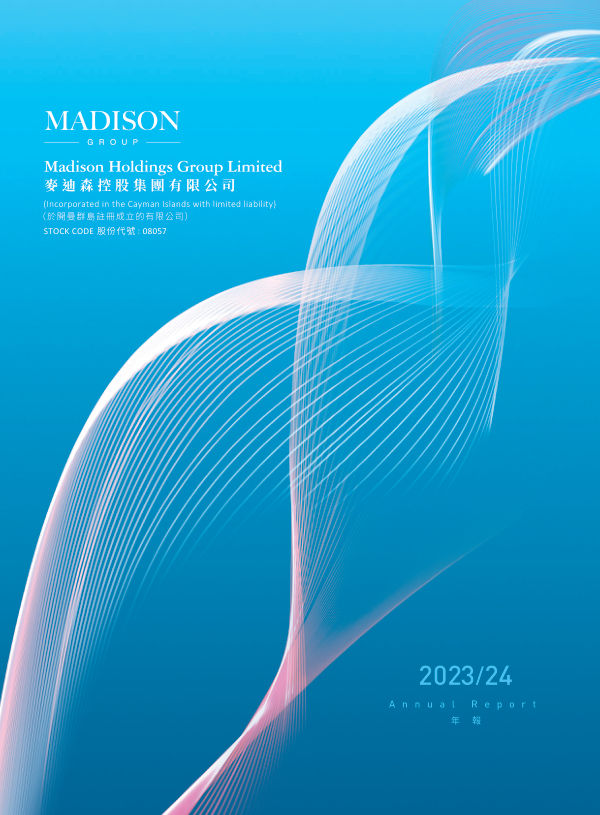 MADISON
GROUP
Madison Holdings Group Limited
麥迪森控股集團有限公司
(Incorporated in the Cayman Islands with limited liability)
(於開曼群島註冊成立的有限公司)
STOCK CODE 股份代號 : 08057
2023/24
Annual Report
年報